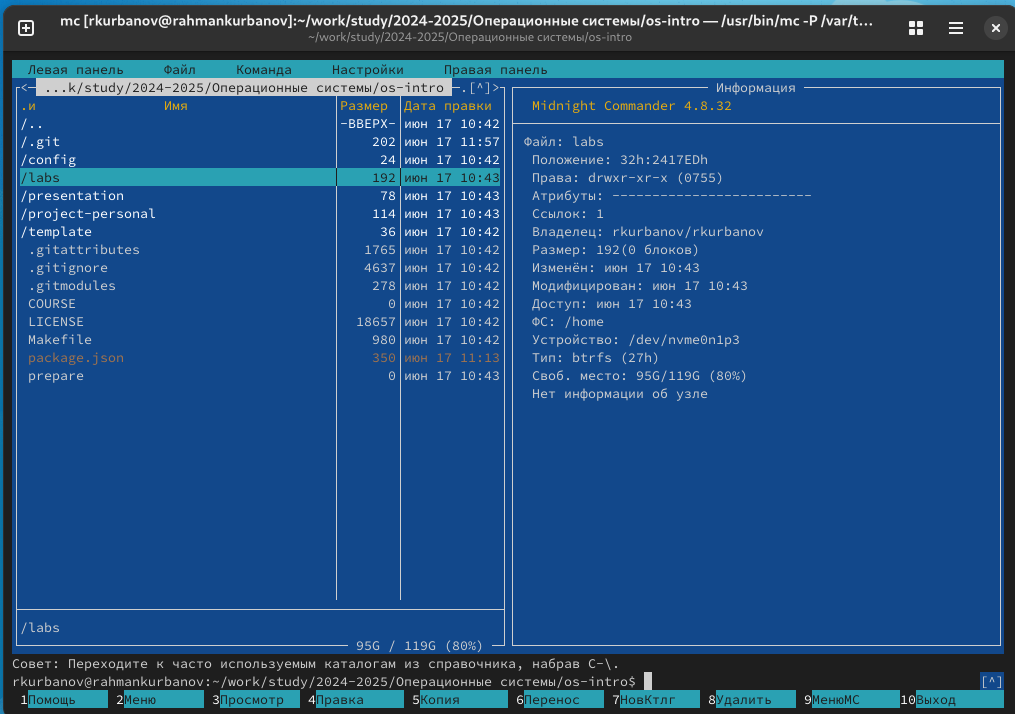 mc [rkurbanov@rahmankurbanov]:~/work/study/2024-2025/Операционные системы/os-intro — /usr/bin/mc -P /var/t…
~/work/study/2024-2025/Операционные системы/os-intro
Левая панель Файл Команда Настройки Правая панель
<— ...k/study/2024-2025/Операционные системы/os-intro —.[^]>
.и Имя Размер Дата правки
/.. -ВВЕРХ- июн 17 10:42
/.git 202 июн 17 11:57
/config 24 июн 17 10:42
/labs 192 июн 17 10:43
/presentation 78 июн 17 10:43
/project-personal 114 июн 17 10:43
/template 36 июн 17 10:42
.gitattributes 1765 июн 17 10:42
.gitignore 4637 июн 17 10:42
.gitmodules 278 июн 17 10:42
COURSE 0 июн 17 10:42
LICENSE 18657 июн 17 10:42
Makefile 980 июн 17 10:42
package.json 350 июн 17 11:13
prepare 0 июн 17 10:43
/labs
95G / 119G (80%)
Информация
Midnight Commander 4.8.32
Файл: labs
Положение: 32h:2417EDh
Права: drwxr-xr-x (0755)
Атрибуты: -------------------------
Ссылок: 1
Владелец: rkurbanov/rkurbanov
Размер: 192(0 блоков)
Изменён: июн 17 10:43
Модифицирован: июн 17 10:43
Доступ: июн 17 10:43
ФС: /home
Устройство: /dev/nvme0n1p3
Тип: btrfs (27h)
Своб. место: 95G/119G (80%)
Нет информации об узле
Совет: Переходите к часто используемым каталогам из справочника, набрав C-\.
rkurbanov@rahmankurbanov:~/work/study/2024-2025/Операционные системы/os-intro$ [^]
1Помощь 2Меню 3Просмотр 4Правка 5Копия 6Перенос 7НовКтлг 8Удалить 9МенюМС 10Выход